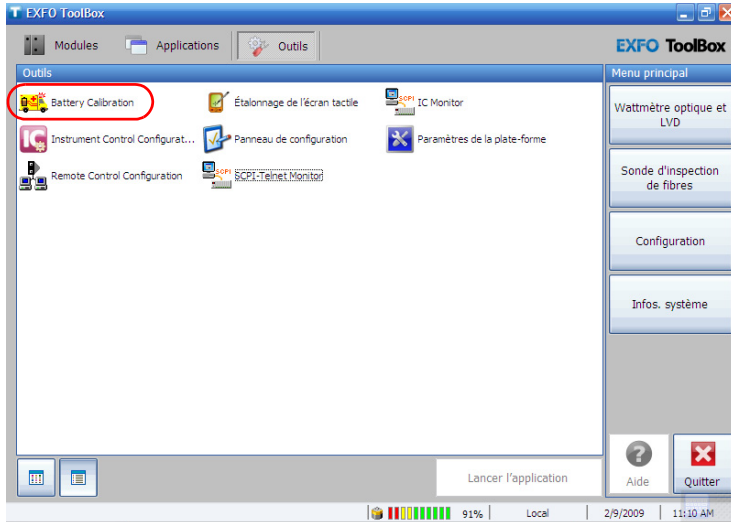 EXFO ToolBox
Modules Applications Outils EXFO ToolBox
Outils
Menu principal
Battery Calibration Étalonnage de l'écran tactile SCPI IC Monitor
IC Instrument Control Configurat... Panneau de configuration Paramètres de la plate-forme
Remote Control Configuration SCPI SCPI-Telnet Monitor
Wattmètre optique et
LVD
Sonde d'inspection
de fibres
Configuration
Infos. système
Lancer l'application
Aide Quitter
91% Local 2/9/2009 11:10 AM